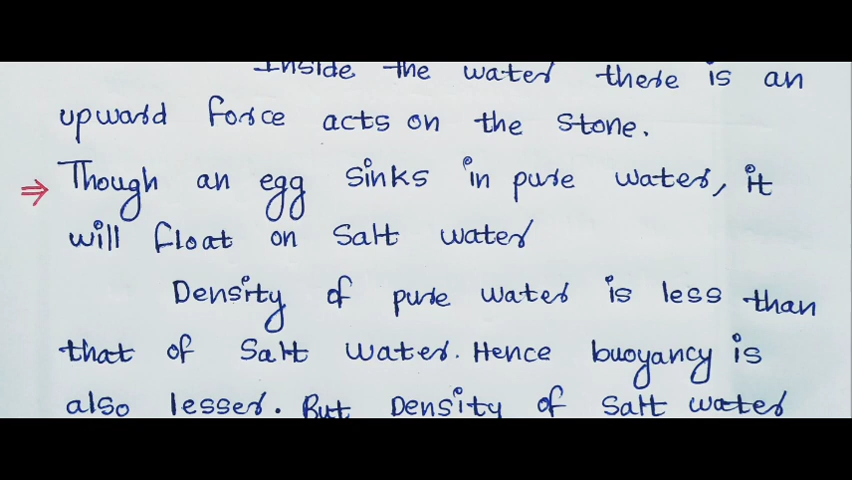 Inside the water there is an
upward force acts on the stone.
⇒ Though an egg sinks in pure water, it
will float on salt water
Density of pure water is less than
that of salt water. Hence buoyancy is
also lesser. But Density of salt water